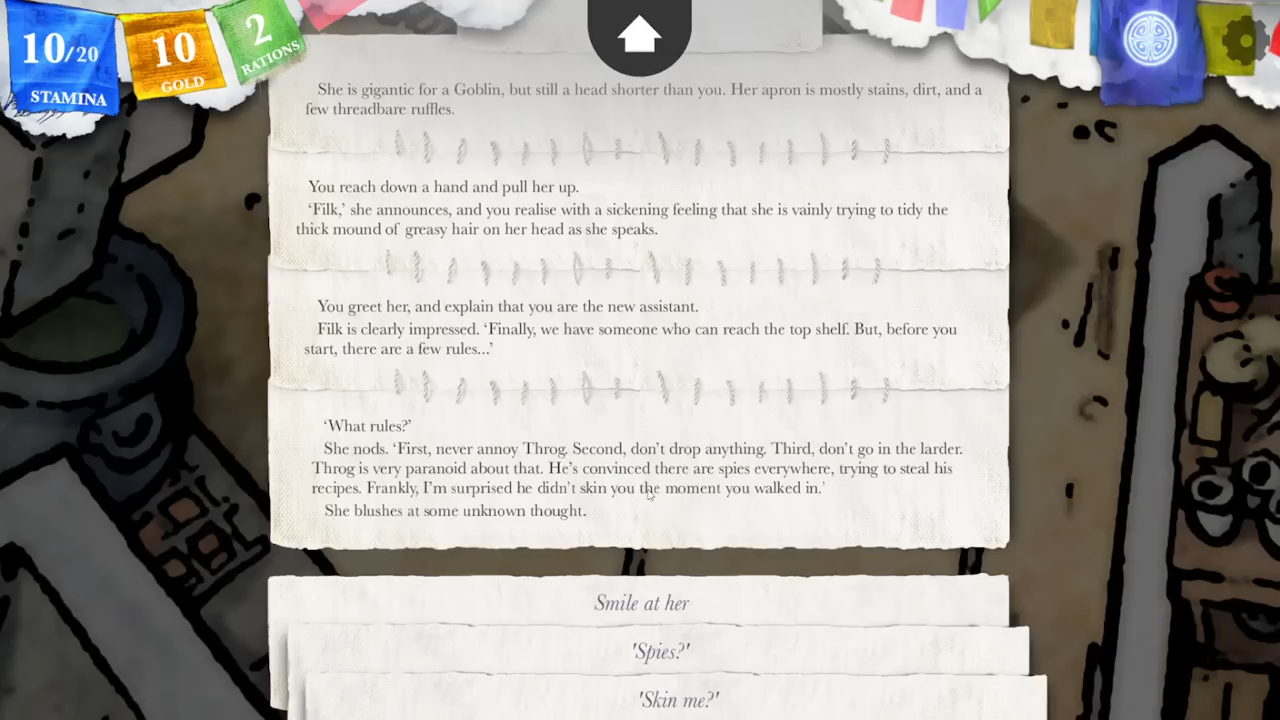 10/20
STAMINA
10
GOLD
2
RATIONS
She is gigantic for a Goblin, but still a head shorter than you. Her apron is mostly stains, dirt, and a
few threadbare ruffles.
You reach down a hand and pull her up.
‘Filk,’ she announces, and you realise with a sickening feeling that she is vainly trying to tidy the
thick mound of greasy hair on her head as she speaks.
You greet her, and explain that you are the new assistant.
Filk is clearly impressed. ‘Finally, we have someone who can reach the top shelf. But, before you
start, there are a few rules...’
‘What rules?’
She nods. ‘First, never annoy Throg. Second, don’t drop anything. Third, don’t go in the larder.
Throg is very paranoid about that. He’s convinced there are spies everywhere, trying to steal his
recipes. Frankly, I’m surprised he didn’t skin you the moment you walked in.’
She blushes at some unknown thought.
Smile at her
'Spies?'
'Skin me?'